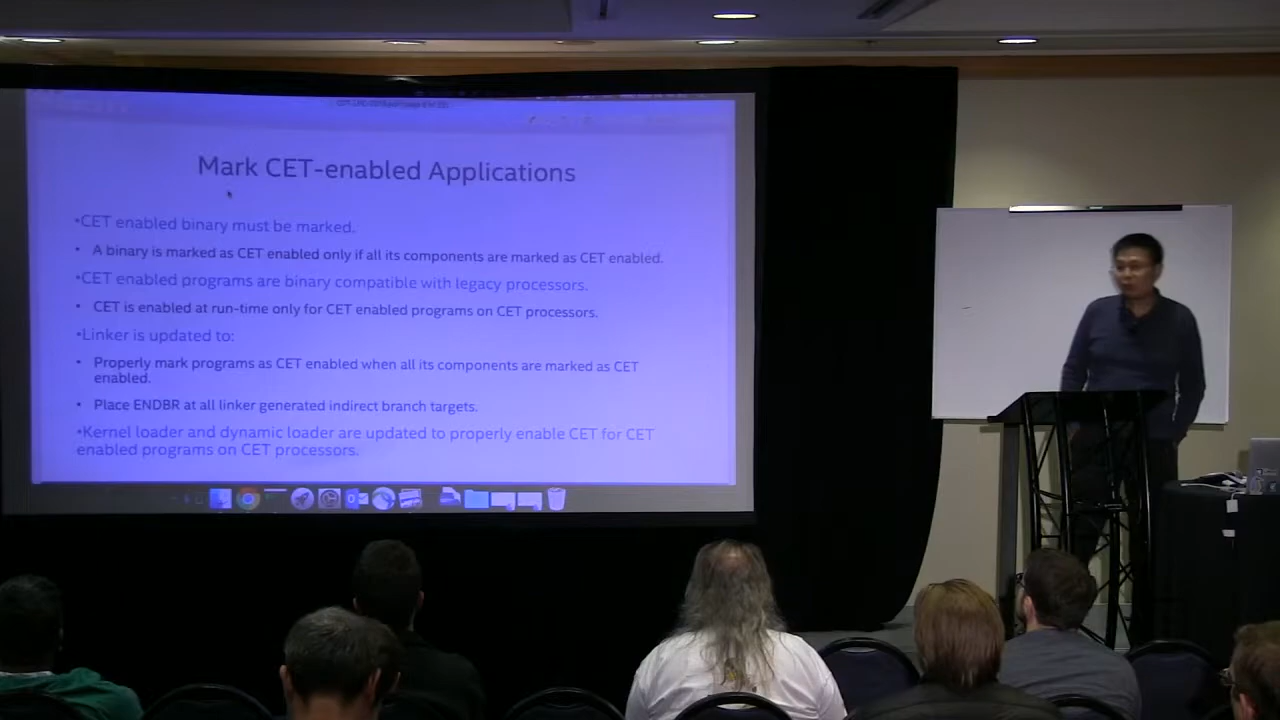 Mark CET-enabled Applications
•CET enabled binary must be marked.
• A binary is marked as CET enabled only if all its components are marked as CET enabled.
•CET enabled programs are binary compatible with legacy processors.
• CET is enabled at run-time only for CET enabled programs on CET processors.
•Linker is updated to:
• Properly mark programs as CET enabled when all its components are marked as CET
enabled.
• Place ENDBR at all linker generated indirect branch targets.
•Kernel loader and dynamic loader are updated to properly enable CET for CET
enabled programs on CET processors.